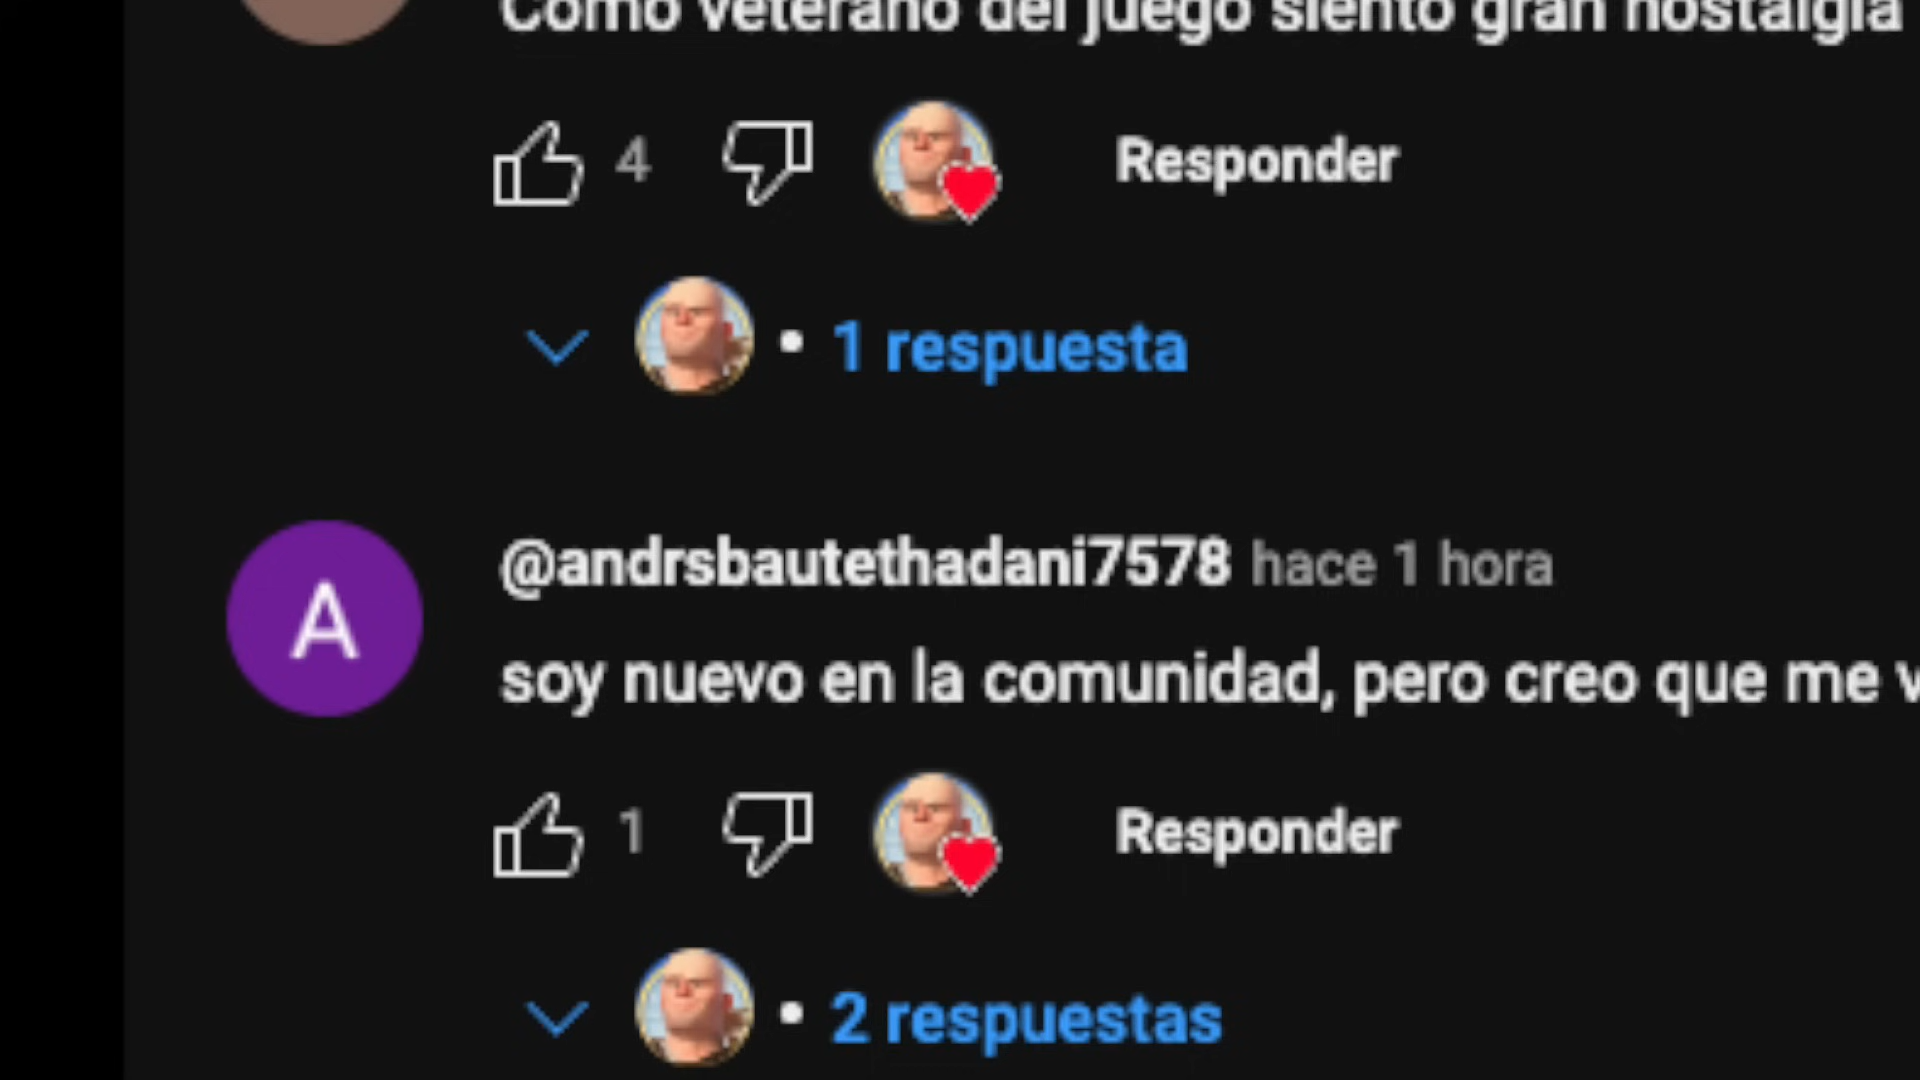 Como veterano del juego siento gran nostalgia
4 Responder
1 respuesta
A
@andrsbautethadani7578 hace 1 hora
soy nuevo en la comunidad, pero creo que me
1 Responder
2 respuestas